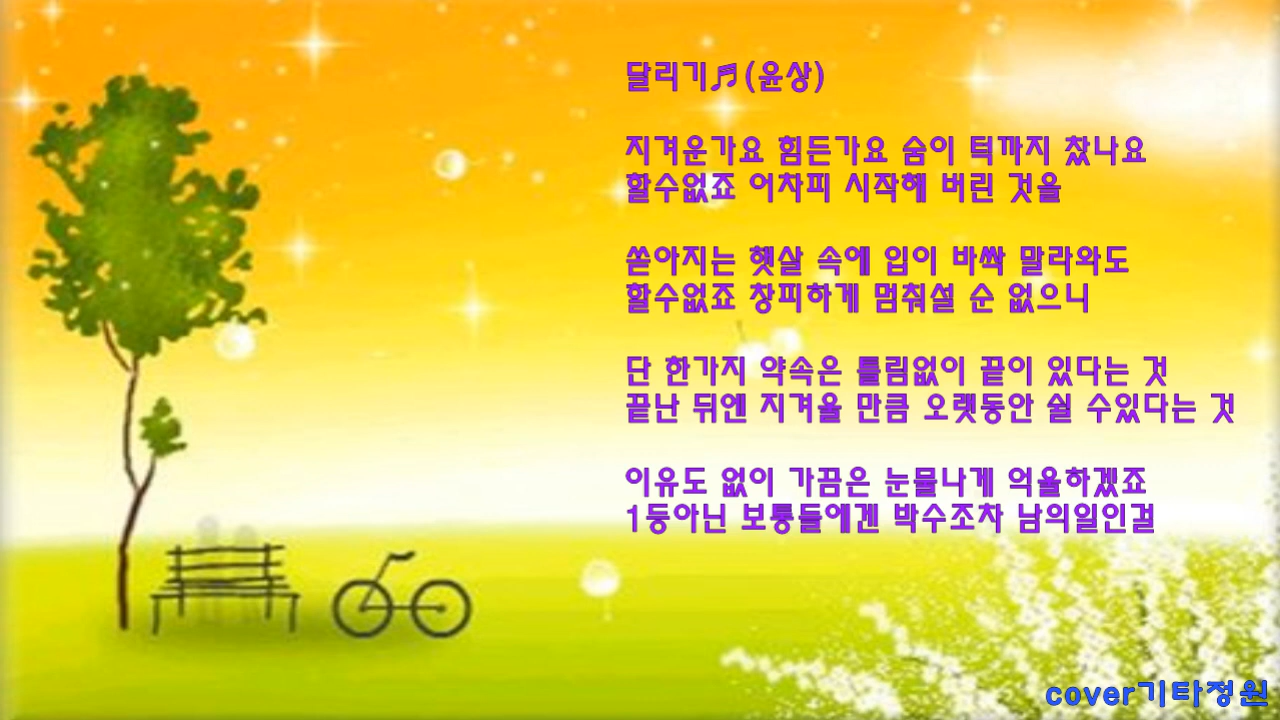 달리기♬(윤상)
지겨운가요 힘든가요 숨이 턱까지 찼나요
할수없죠 어차피 시작해 버린 것을
쏟아지는 햇살 속에 입이 바싹 말라와도
할수없죠 창피하게 멈춰설 순 없으니
단 한가지 약속은 틀림없이 끝이 있다는 것
끝난 뒤엔 지겨울 만큼 오랫동안 쉴 수있다는 것
이유도 없이 가끔은 눈물나게 억울하겠죠
1등아닌 보통들에겐 박수조차 남의일인걸
cover기타정원